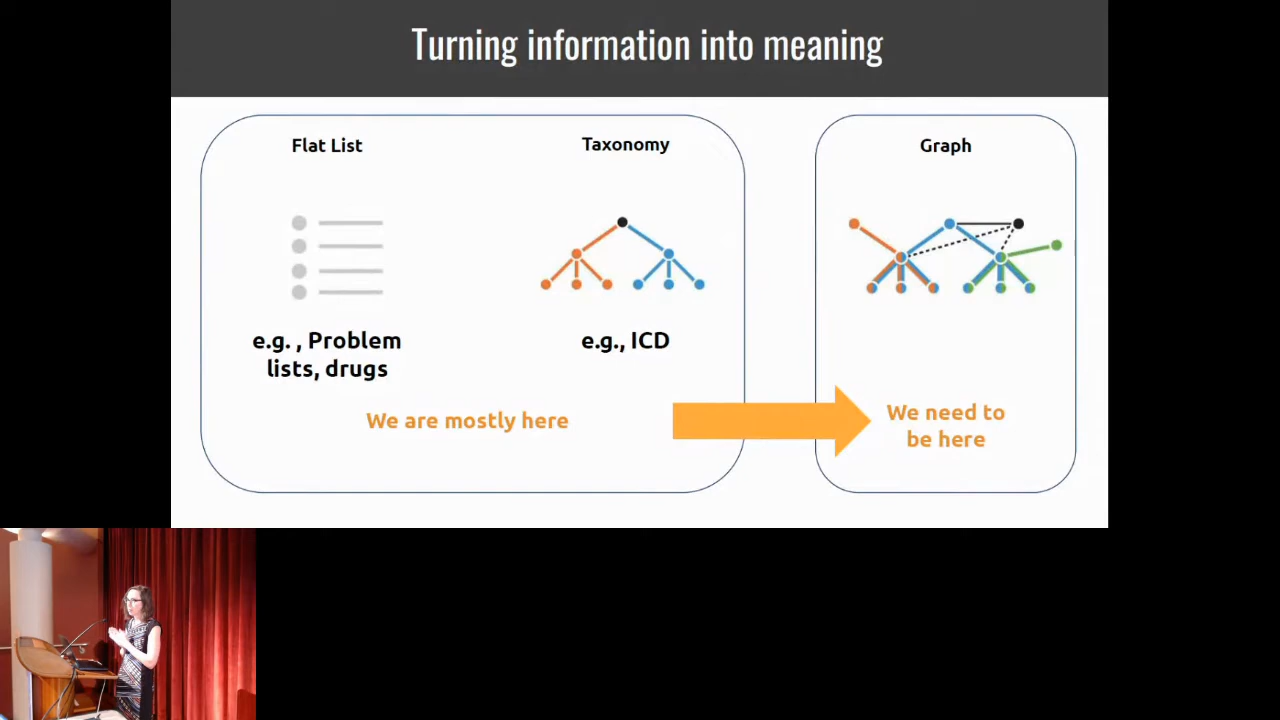 Turning information into meaning
Flat List
Taxonomy
Graph
e.g. , Problem
lists, drugs
e.g., ICD
We are mostly here
We need to
be here